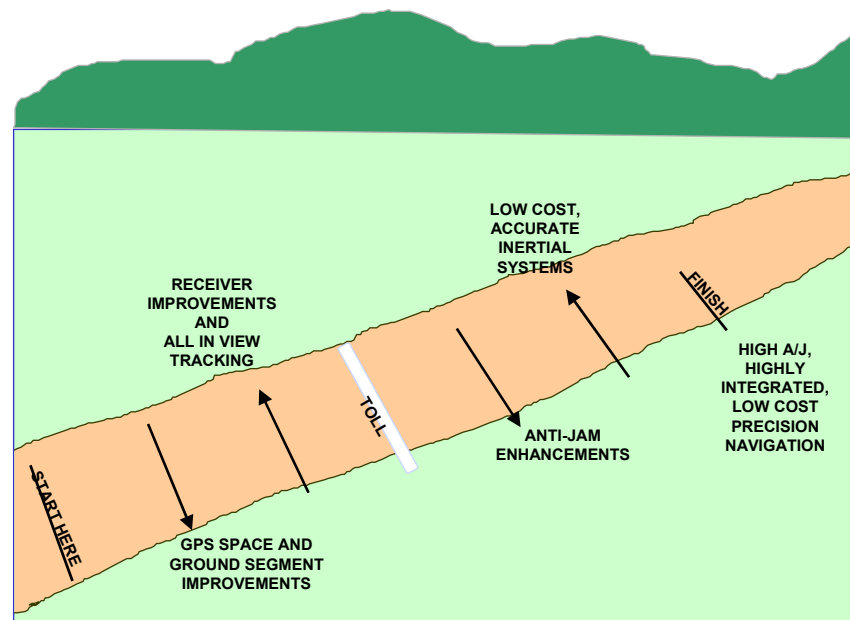 START HERE
GPS SPACE AND
GROUND SEGMENT
IMPROVEMENTS
RECEIVER
IMPROVEMENTS
AND
ALL IN VIEW
TRACKING
TOLL
ANTI-JAM
ENHANCEMENTS
LOW COST,
ACCURATE
INERTIAL
SYSTEMS
FINISH
HIGH A/J,
HIGHLY
INTEGRATED,
LOW COST
PRECISION
NAVIGATION